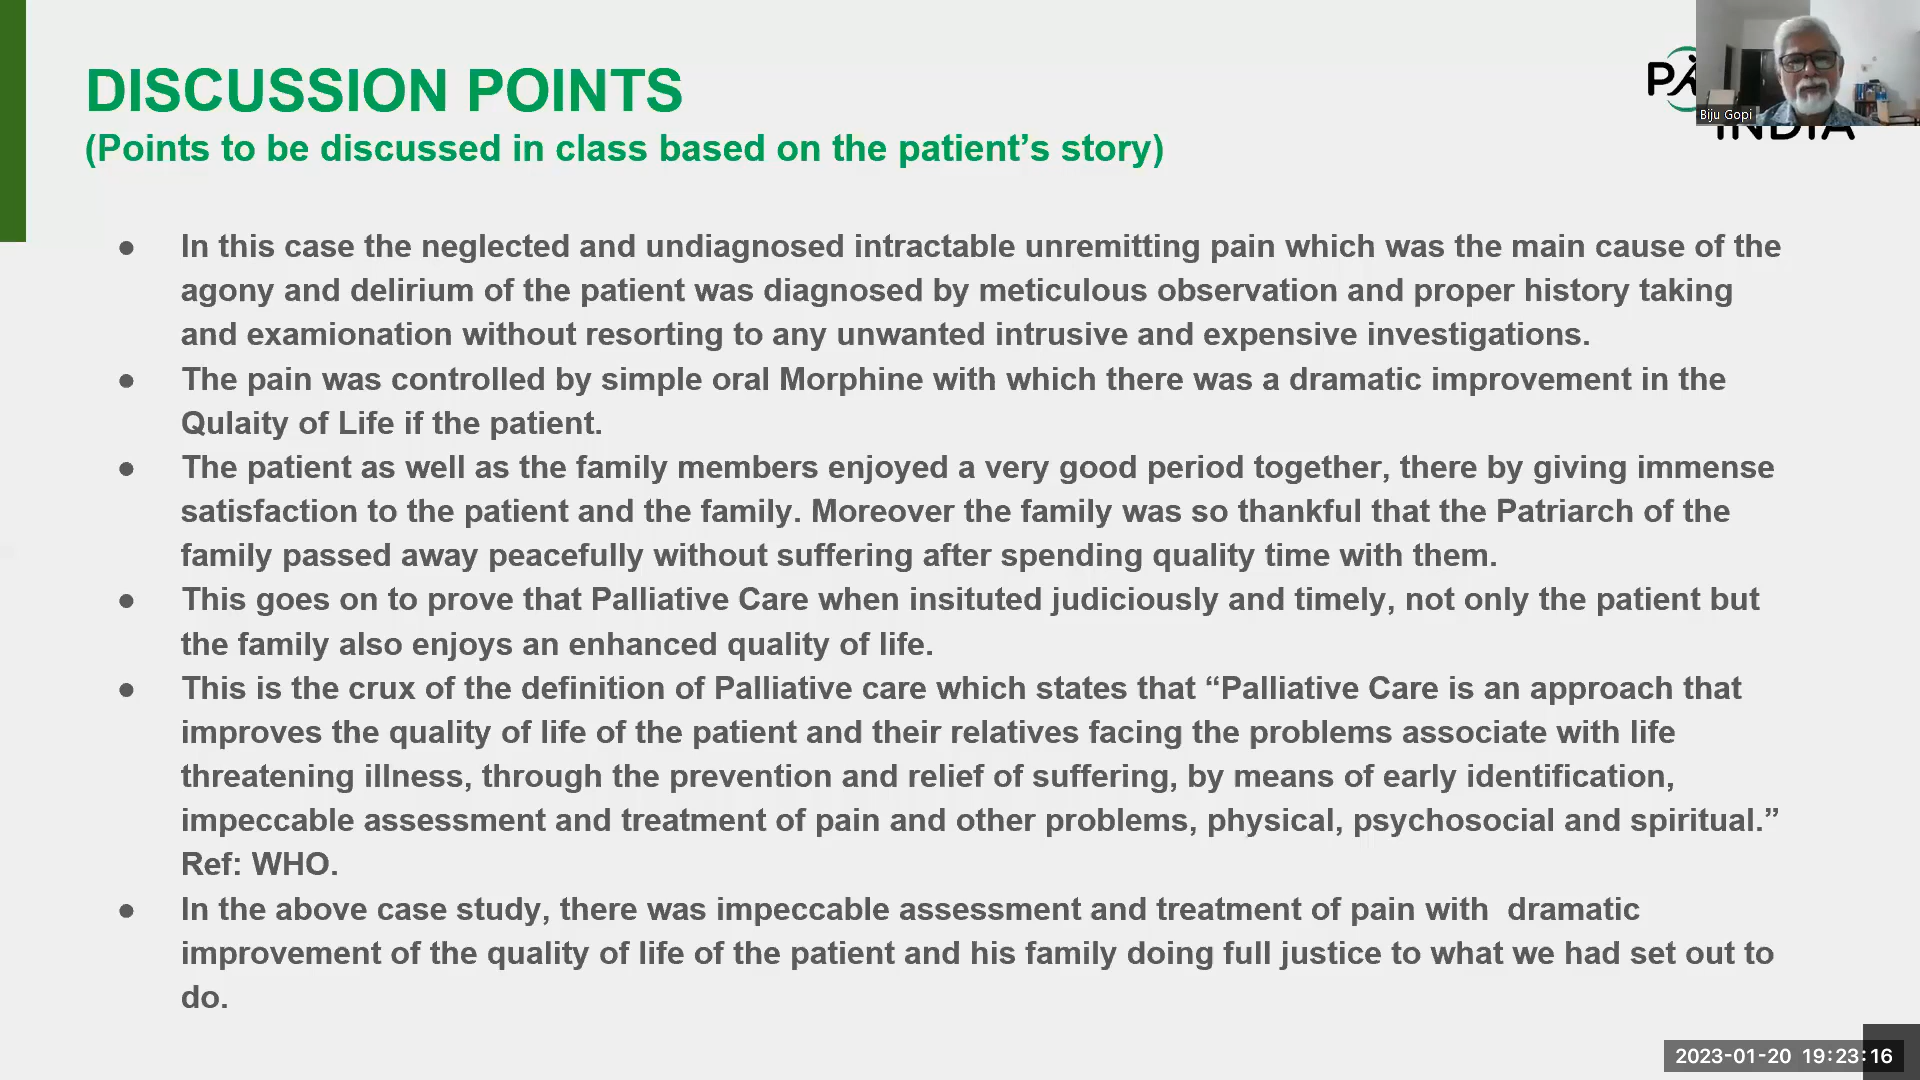 DISCUSSION POINTS
(Points to be discussed in class based on the patient’s story)
Biju Gopi
INDIA
● In this case the neglected and undiagnosed intractable unremitting pain which was the main cause of the
agony and delirium of the patient was diagnosed by meticulous observation and proper history taking
and examionation without resorting to any unwanted intrusive and expensive investigations.
● The pain was controlled by simple oral Morphine with which there was a dramatic improvement in the
Qulaity of Life if the patient.
● The patient as well as the family members enjoyed a very good period together, there by giving immense
satisfaction to the patient and the family. Moreover the family was so thankful that the Patriarch of the
family passed away peacefully without suffering after spending quality time with them.
● This goes on to prove that Palliative Care when insituted judiciously and timely, not only the patient but
the family also enjoys an enhanced quality of life.
● This is the crux of the definition of Palliative care which states that “Palliative Care is an approach that
improves the quality of life of the patient and their relatives facing the problems associate with life
threatening illness, through the prevention and relief of suffering, by means of early identification,
impeccable assessment and treatment of pain and other problems, physical, psychosocial and spiritual.”
Ref: WHO.
● In the above case study, there was impeccable assessment and treatment of pain with  dramatic
improvement of the quality of life of the patient and his family doing full justice to what we had set out to
do.
2023-01-20 19:23:16